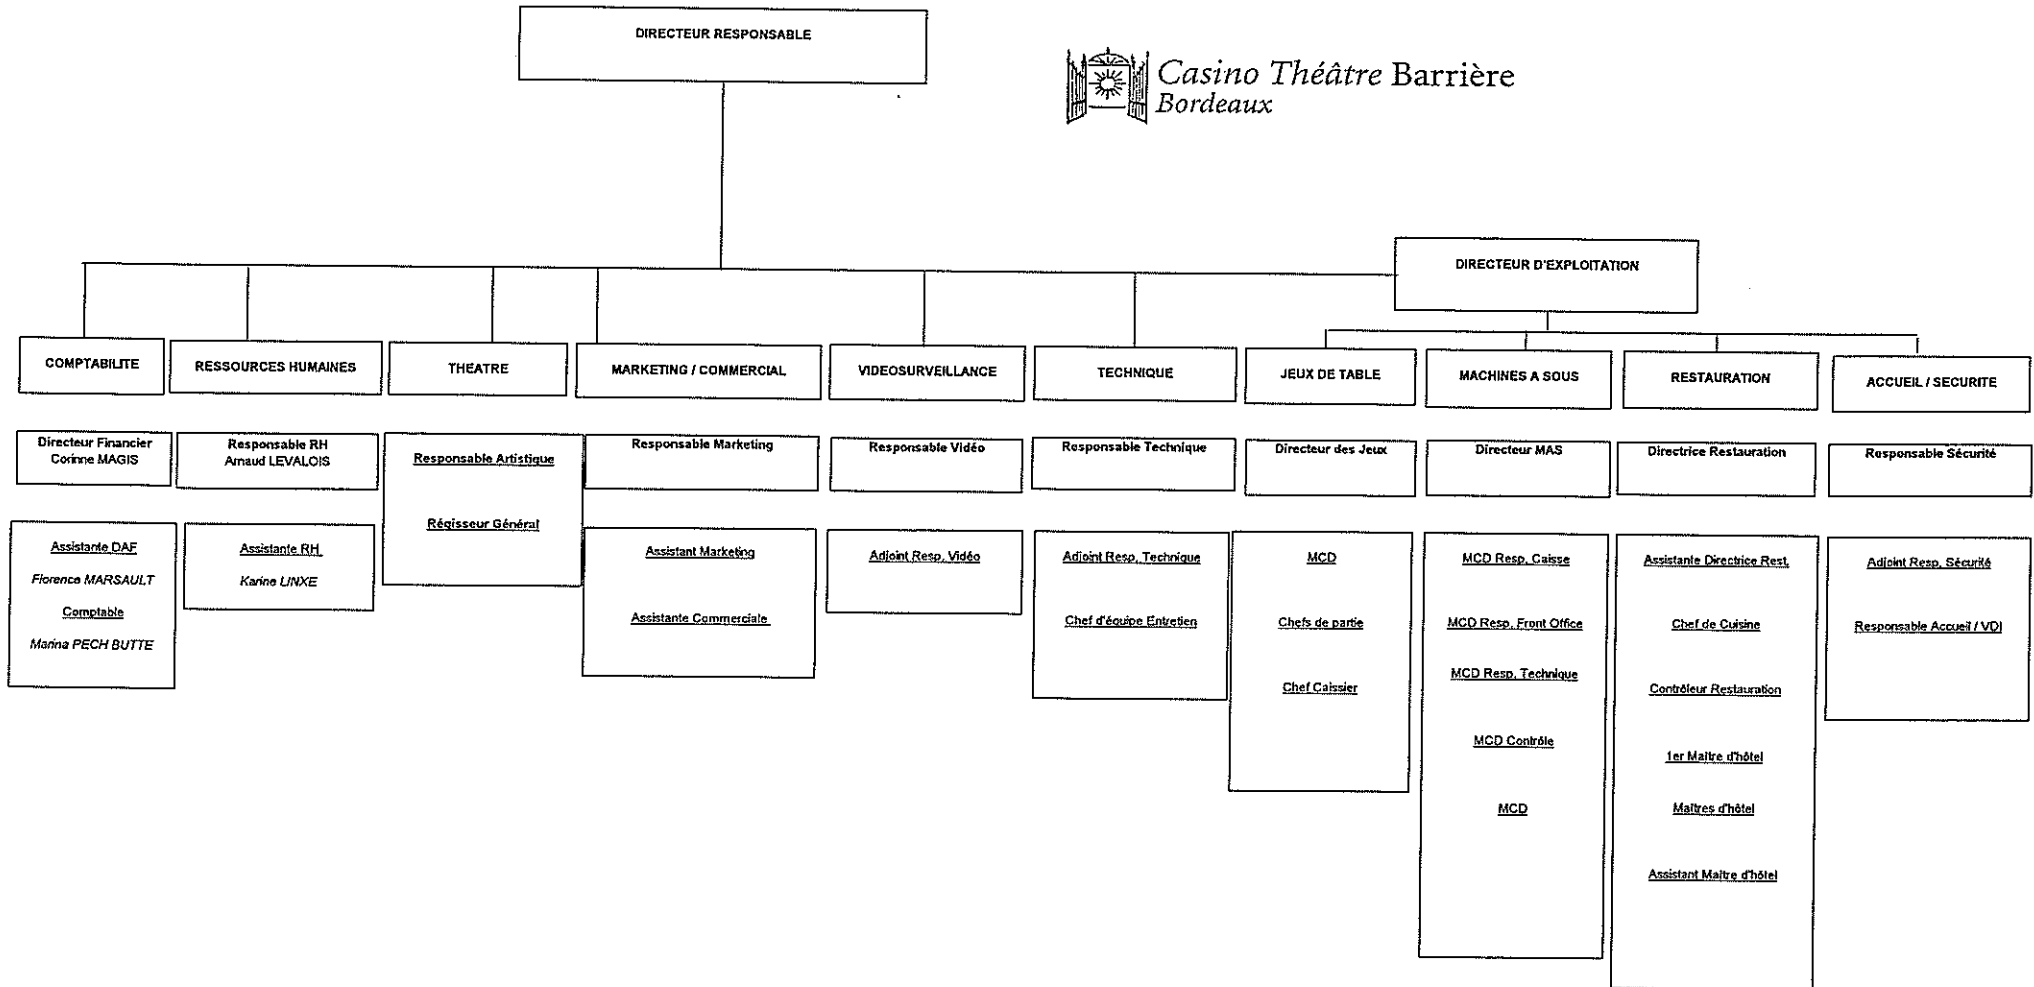 DIRECTEUR RESPONSABLE
Casino Théâtre Barrière
Bordeaux
DIRECTEUR D'EXPLOITATION
COMPTABILITE
RESSOURCES HUMAINES
THEATRE
MARKETING / COMMERCIAL
VIDEOSURVEILLANCE
TECHNIQUE
JEUX DE TABLE
MACHINES A SOUS
RESTAURATION
ACCUEIL / SECURITE
Directeur Financier
Corinne MAGIS
Responsable RH
Arnaud LEVALOIS
Responsable Artistique
Régisseur Général
Responsable Marketing
Responsable Vidéo
Responsable Technique
Directeur des Jeux
Directeur MAS
Directrice Restauration
Responsable Sécurité
Assistante DAF
Florence MARSAULT
Comptable
Marina PECH BUTTE
Assistante RH
Karine LINXE
Assistant Marketing
Assistante Commerciale
Adjoint Resp. Vidéo
Adjoint Resp. Technique
Chef d'équipe Entretien
MCD
Chefs de partie
Chef Caissier
MCD Resp. Caisse
MCD Resp. Front Office
MCD Resp. Technique
MCD Contrôle
MCD
Assistante Directrice Rest.
Chef de Cuisine
Contrôleur Restauration
1er Maître d'hôtel
Maîtres d'hôtel
Assistant Maître d'hôtel
Adjoint Resp. Sécurité
Responsable Accueil / VDI